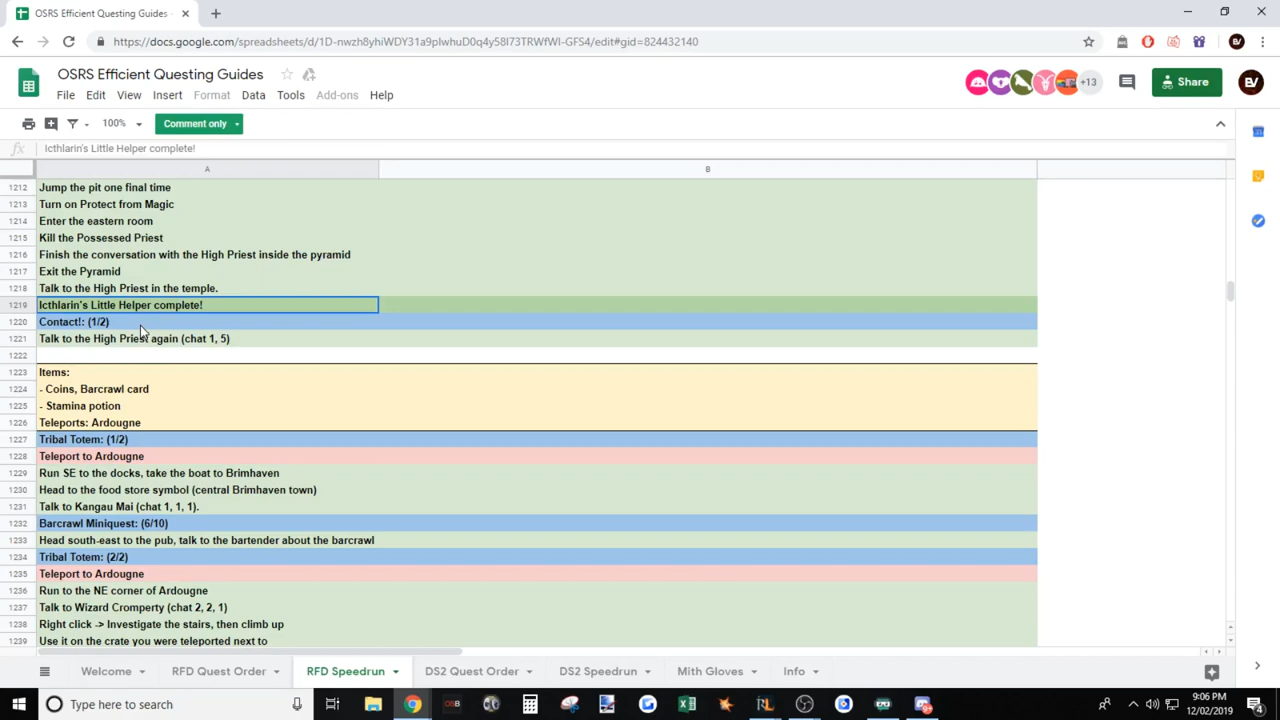 OSRS Efficient Questing Guides -
https://docs.google.com/spreadsheets/d/1D-nwzh8yhiWDY31a9plwhuD0q4y58I73TRWfWI-GFS4/edit#gid=824432140
OSRS Efficient Questing Guides
File Edit View Insert Format Data Tools Add-ons Help
+13
Share
BV
100%
Comment only
fx Icthlarin's Little Helper complete!
A B
1212 Jump the pit one final time
1213 Turn on Protect from Magic
1214 Enter the eastern room
1215 Kill the Possessed Priest
1216 Finish the conversation with the High Priest inside the pyramid
1217 Exit the Pyramid
1218 Talk to the High Priest in the temple.
1219 Icthlarin's Little Helper complete!
1220 Contact!: (1/2)
1221 Talk to the High Priest again (chat 1, 5)
1222
1223 Items:
1224 - Coins, Barcrawl card
1225 - Stamina potion
1226 Teleports: Ardougne
1227 Tribal Totem: (1/2)
1228 Teleport to Ardougne
1229 Run SE to the docks, take the boat to Brimhaven
1230 Head to the food store symbol (central Brimhaven town)
1231 Talk to Kangau Mai (chat 1, 1, 1).
1232 Barcrawl Miniquest: (6/10)
1233 Head south-east to the pub, talk to the bartender about the barcrawl
1234 Tribal Totem: (2/2)
1235 Teleport to Ardougne
1236 Run to the NE corner of Ardougne
1237 Talk to Wizard Cromperty (chat 2, 2, 1)
1238 Right click -> Investigate the stairs, then climb up
1239 Use it on the crate you were teleported next to
Welcome RFD Quest Order RFD Speedrun DS2 Quest Order DS2 Speedrun Mith Gloves Info
Type here to search
OSB
9:06 PM
12/02/2019
4